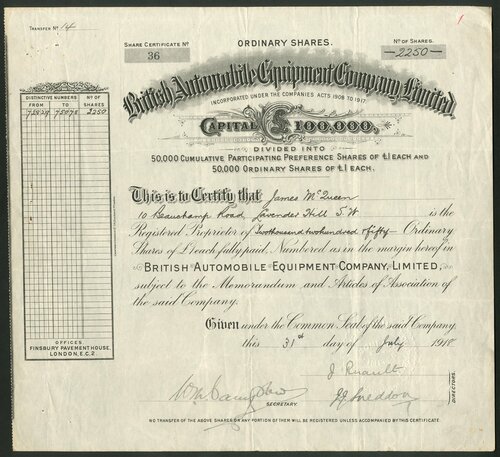 TRANSFER No 14
SHARE CERTIFICATE No
36
ORDINARY SHARES.
No OF SHARES.
2250
British Automobile Equipment Company, Limited
INCORPORATED UNDER THE COMPANIES ACTS 1908 TO 1917.
CAPITAL £100,000,
DIVIDED INTO
50,000 CUMULATIVE PARTICIPATING PREFERENCE SHARES OF £1 EACH AND
50,000 ORDINARY SHARES OF £1 EACH.
DISTINCTIVE NUMBERS
No OF SHARES
FROM TO
2250
This is to Certify that James McQueen
10 Beauchamp Road, Lavender Hill S.W is the
Registered Proprietor of Two thousand two hundred & fifty Ordinary
Shares of £1 each, fully paid, Numbered as in the margin hereof in
BRITISH AUTOMOBILE EQUIPMENT COMPANY, LIMITED,
subject to the Memorandum and Articles of Association of
the said Company.
Given under the Common Seal of the said Company
this 31st day of July 1918
OFFICES.
FINSBURY PAVEMENT HOUSE,
LONDON, E.C.2.
SECRETARY.
DIRECTORS.
NO TRANSFER OF THE ABOVE SHARES OR ANY PORTION OF THEM WILL BE REGISTERED UNLESS ACCOMPANIED BY THIS CERTIFICATE.